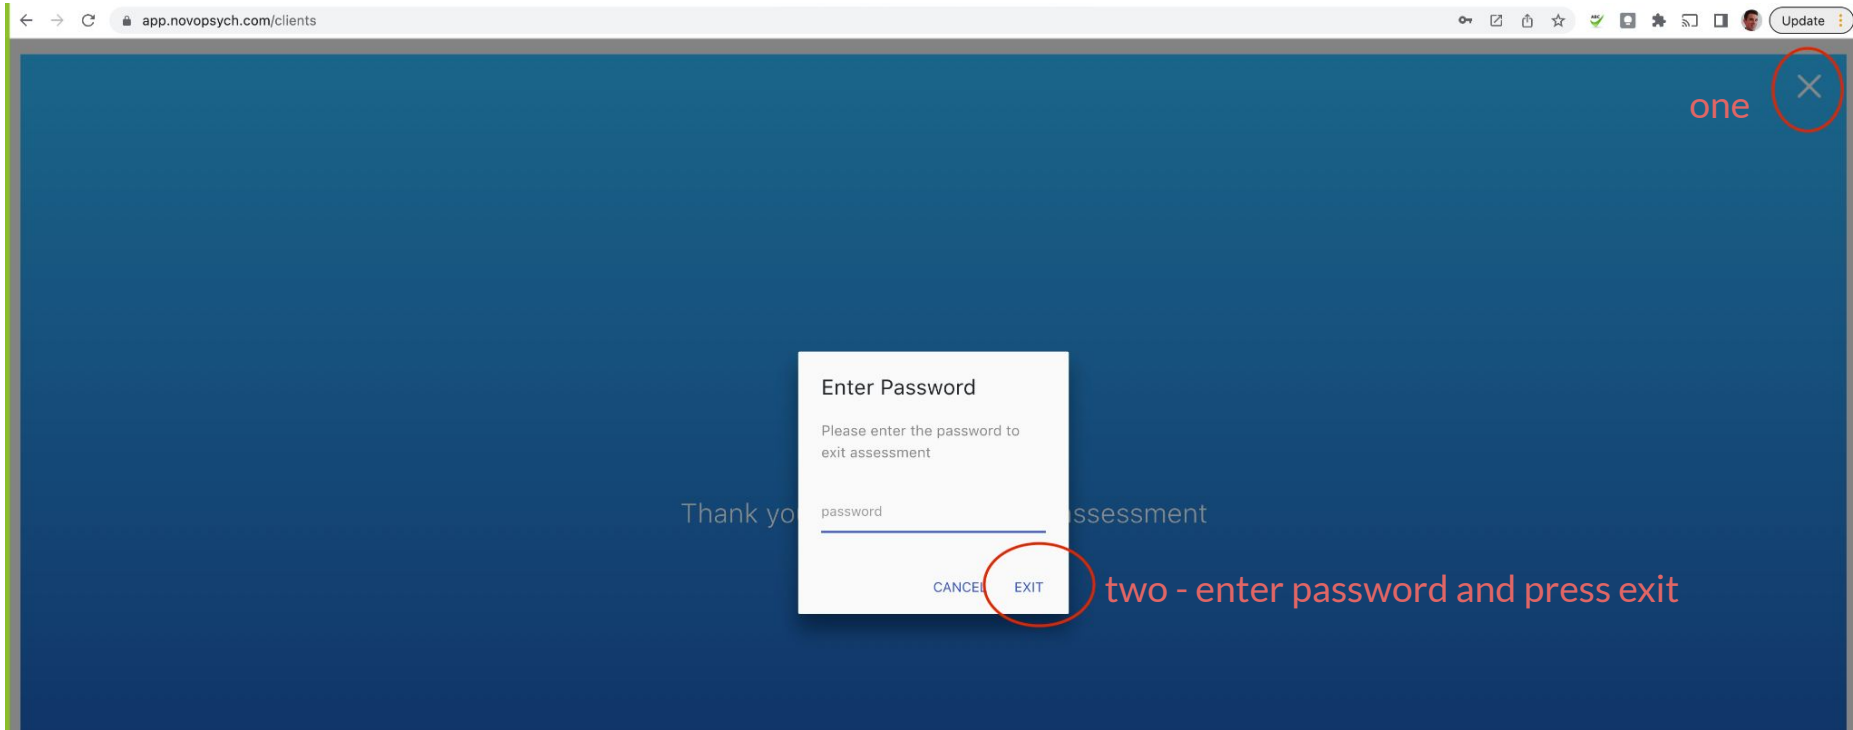 app.novopsych.com/clients
Update
one
Enter Password
Please enter the password to
exit assessment
Thank yo
ssessment
password
CANCEL EXIT
two - enter password and press exit